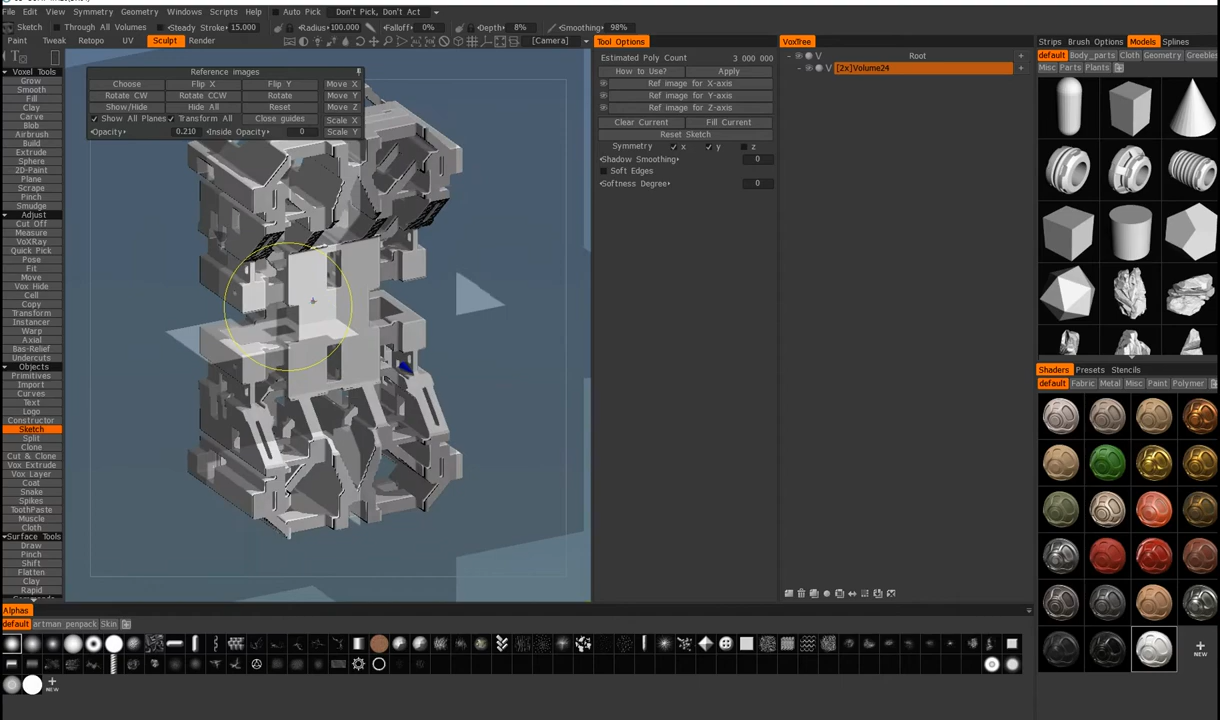 File Edit View Symmetry Geometry Windows Scripts Help Auto Pick Don't Pick, Don't Act
Sketch Through All Volumes Steady Stroke 15.000 Radius 100.000 Falloff 0% Depth 8% Smoothing 98%
Paint Tweak Retopo UV Sculpt Render [Camera]
Voxel Tools
Grow
Smooth
Fill
Clay
Carve
Blob
Airbrush
Build
Extrude
Sphere
2D-Paint
Plane
Scrape
Pinch
Smudge
Adjust
Cut Off
Measure
VoXRay
Quick Pick
Pose
Fit
Move
Vox Hide
Cell
Copy
Transform
Instancer
Warp
Axial
Bas-Relief
Undercuts
Objects
Primitives
Import
Curves
Text
Logo
Constructor
Sketch
Split
Clone
Cut & Clone
Vox Extrude
Vox Layer
Coat
Snake
Spikes
ToothPaste
Muscle
Cloth
Surface Tools
Draw
Pinch
Shift
Flatten
Clay
Rapid
Reference images
Choose Flip X Flip Y Move X
Rotate CW Rotate CCW Rotate Move Y
Show/Hide Hide All Reset Move Z
Show All Planes Transform All Close guides Scale X
Opacity 0.210 Inside Opacity 0 Scale Y
Tool Options
Estimated Poly Count 3 000 000
How to Use? Apply
Ref image for X-axis
Ref image for Y-axis
Ref image for Z-axis
Clear Current Fill Current
Reset Sketch
Symmetry x y z
Shadow Smoothing 0
Soft Edges
Softness Degree 0
VoxTree
V Root
V [2x]Volume24
Strips Brush Options Models Splines
default Body_parts Geometry Greebles
Misc Parts Plants
Shaders Presets Stencils
default Fabric Metal Misc Paint Polymer
NEW
Alphas
default artman penpack Skin
NEW